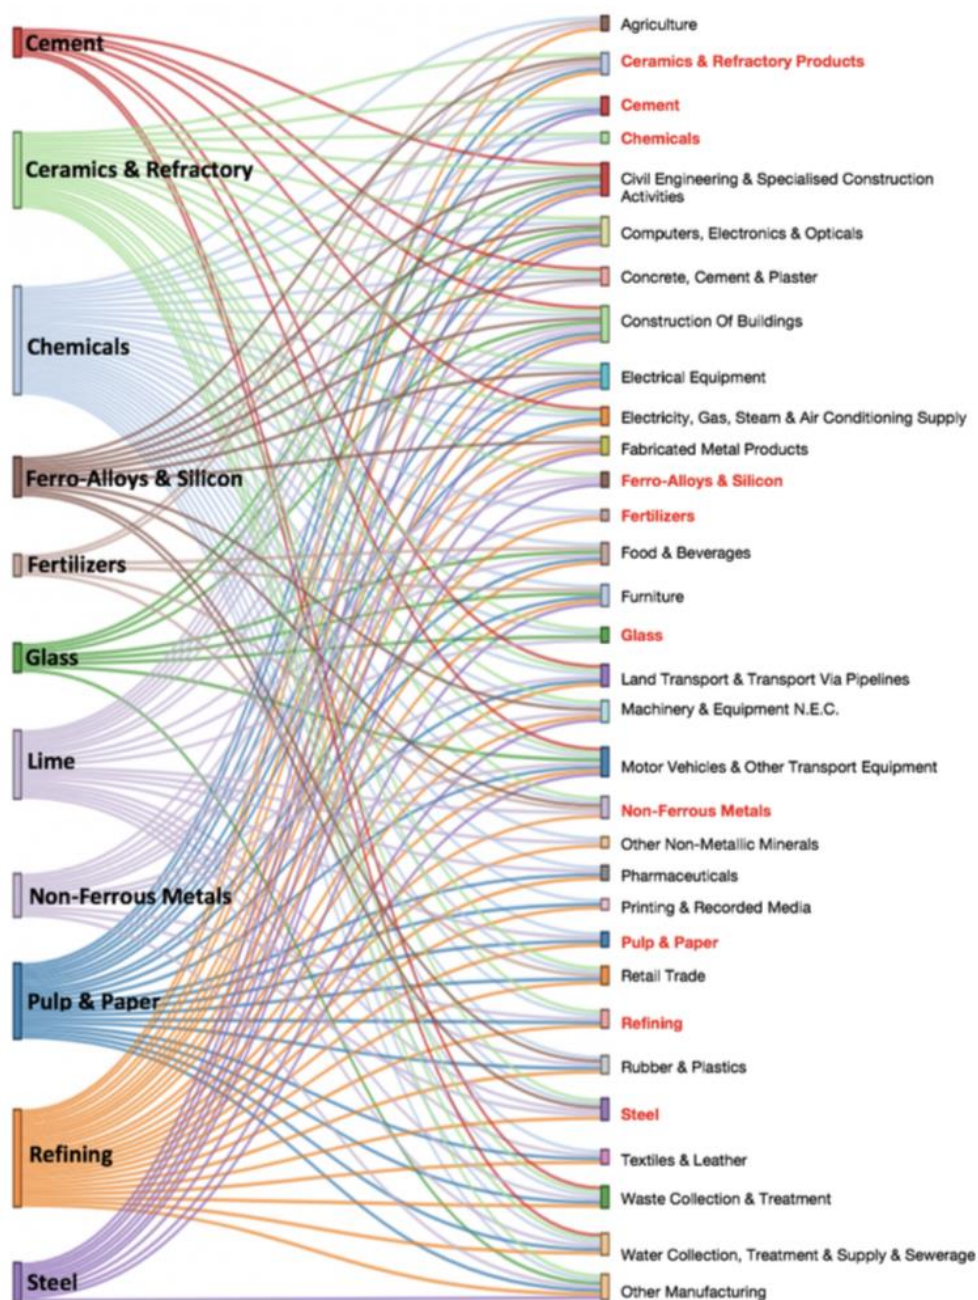 Cement
Ceramics & Refractory
Chemicals
Ferro-Alloys & Silicon
Fertilizers
Glass
Lime
Non-Ferrous Metals
Pulp & Paper
Refining
Steel
Agriculture
Ceramics & Refractory Products
Cement
Chemicals
Civil Engineering & Specialised Construction
Activities
Computers, Electronics & Opticals
Concrete, Cement & Plaster
Construction Of Buildings
Electrical Equipment
Electricity, Gas, Steam & Air Conditioning Supply
Fabricated Metal Products
Ferro-Alloys & Silicon
Fertilizers
Food & Beverages
Furniture
Glass
Land Transport & Transport Via Pipelines
Machinery & Equipment N.E.C.
Motor Vehicles & Other Transport Equipment
Non-Ferrous Metals
Other Non-Metallic Minerals
Pharmaceuticals
Printing & Recorded Media
Pulp & Paper
Retail Trade
Refining
Rubber & Plastics
Steel
Textiles & Leather
Waste Collection & Treatment
Water Collection, Treatment & Supply & Sewerage
Other Manufacturing